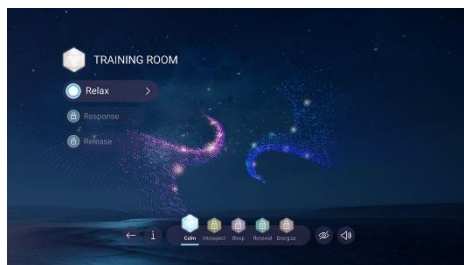 TRAINING ROOM
Relax
Response
Release
i
Calm Introspect Sleep Renewal Energize